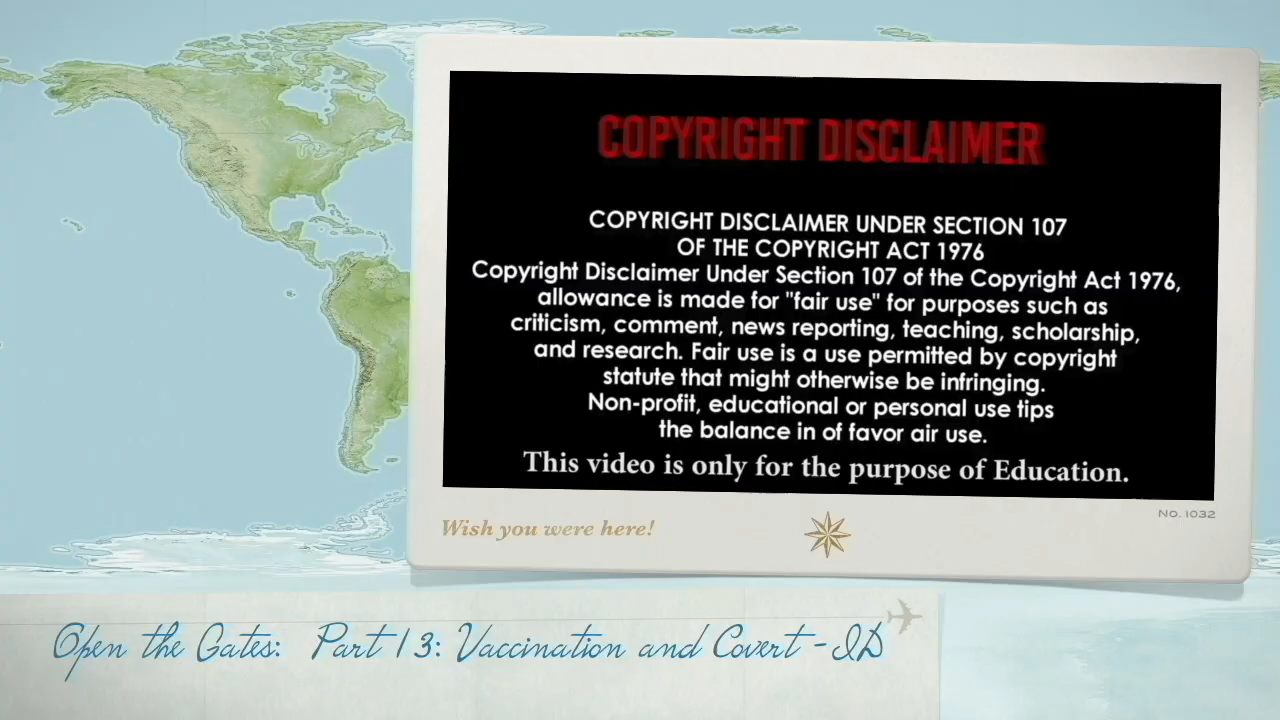 COPYRIGHT DISCLAIMER
COPYRIGHT DISCLAIMER UNDER SECTION 107
OF THE COPYRIGHT ACT 1976
Copyright Disclaimer Under Section 107 of the Copyright Act 1976,
allowance is made for "fair use" for purposes such as
criticism, comment, news reporting, teaching, scholarship,
and research. Fair use is a use permitted by copyright
statute that might otherwise be infringing.
Non-profit, educational or personal use tips
the balance in of favor air use.
This video is only for the purpose of Education.
No. 1032
Wish you were here!
Open the Gates: Part 13: Vaccination and Covert -ID